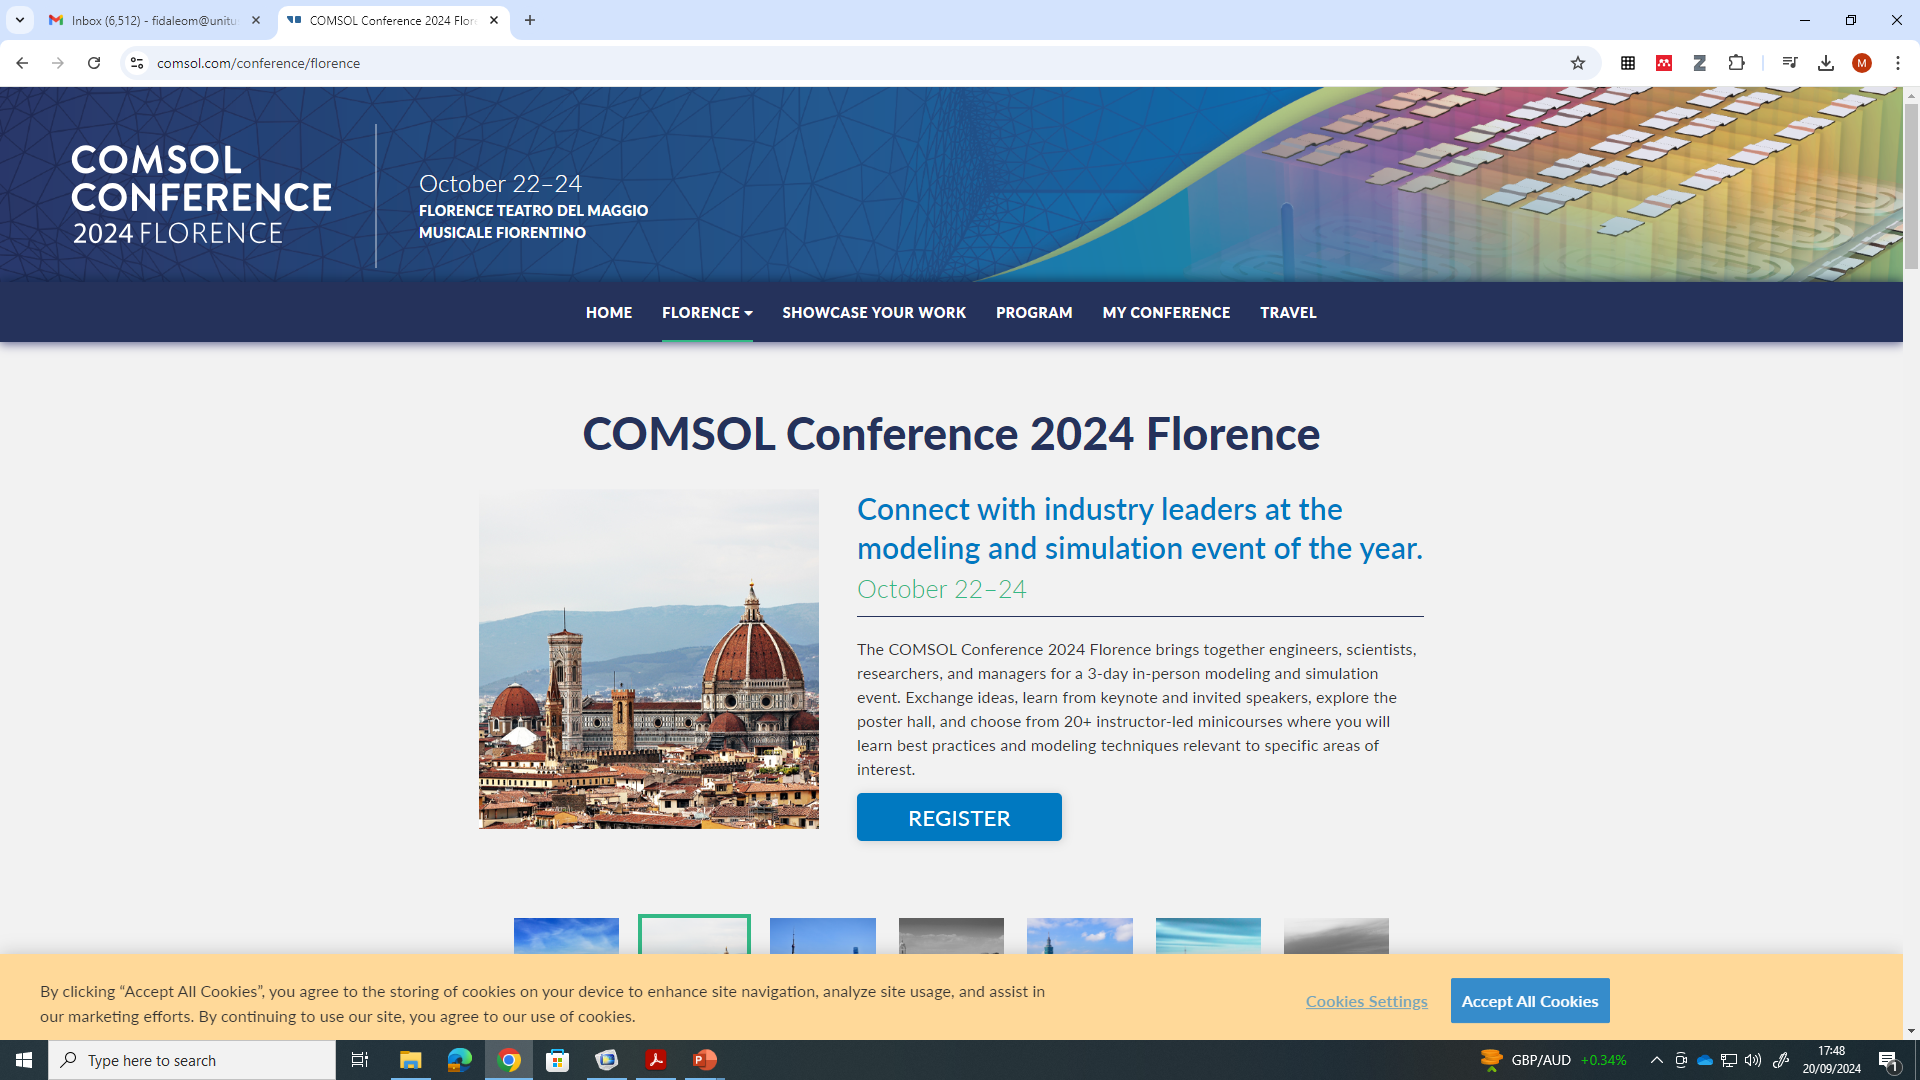 Inbox (6,512) - fidaleom@unitu
COMSOL Conference 2024 Flor
comsol.com/conference/florence
M
COMSOL
CONFERENCE
2024 FLORENCE
October 22–24
FLORENCE TEATRO DEL MAGGIO
MUSICALE FIORENTINO
HOME FLORENCE SHOWCASE YOUR WORK PROGRAM MY CONFERENCE TRAVEL
COMSOL Conference 2024 Florence
Connect with industry leaders at the
modeling and simulation event of the year.
October 22–24
The COMSOL Conference 2024 Florence brings together engineers, scientists,
researchers, and managers for a 3-day in-person modeling and simulation
event. Exchange ideas, learn from keynote and invited speakers, explore the
poster hall, and choose from 20+ instructor-led minicourses where you will
learn best practices and modeling techniques relevant to specific areas of
interest.
REGISTER
By clicking “Accept All Cookies”, you agree to the storing of cookies on your device to enhance site navigation, analyze site usage, and assist in
our marketing efforts. By continuing to use our site, you agree to our use of cookies.
Cookies Settings
Accept All Cookies
Type here to search
GBP/AUD +0.34%
17:48
20/09/2024
1